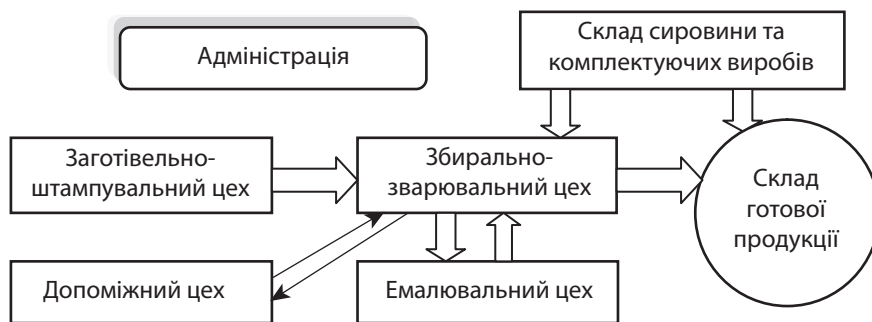 Адміністрація
Склад сировини та
комплектуючих виробів
Заготівельно-
штампувальний цех
Збирально-
зварювальний цех
Склад
готової
продукції
Допоміжний цех
Емалювальний цех